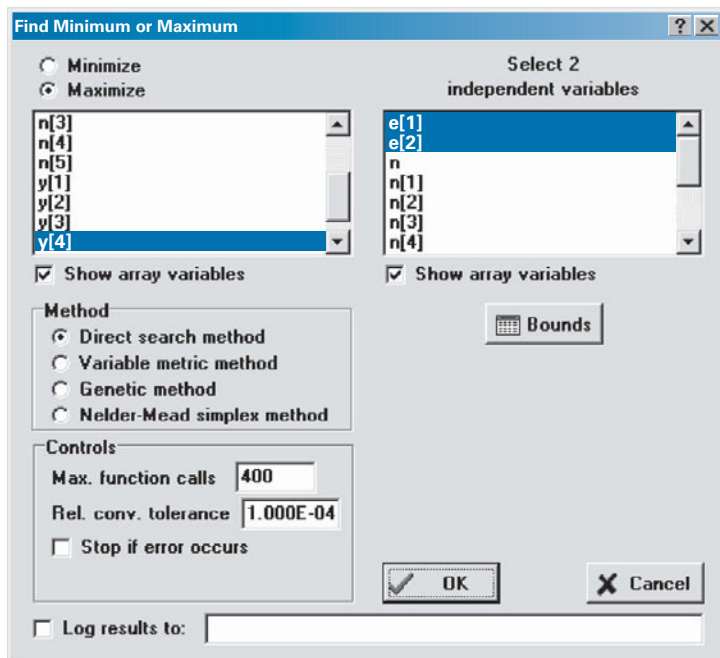 Find Minimum or Maximum
?
Minimize
Maximize
n[3]
n[4]
n[5]
y[1]
y[2]
y[3]
y[4]
Show array variables
Select 2
independent variables
e[1]
e[2]
n
n[1]
n[2]
n[3]
n[4]
Show array variables
Method
Direct search method
Variable metric method
Genetic method
Nelder-Mead simplex method
Bounds
Controls
Max. function calls 400
Rel. conv. tolerance 1.000E-04
Stop if error occurs
OK
Cancel
Log results to: